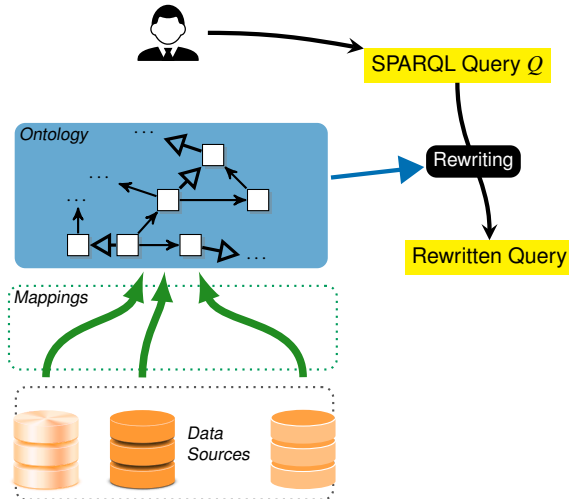 SPARQL Query Q
Ontology
. . .
. . .
Rewriting
. . .
Rewritten Query
. . .
Mappings
Data
Sources